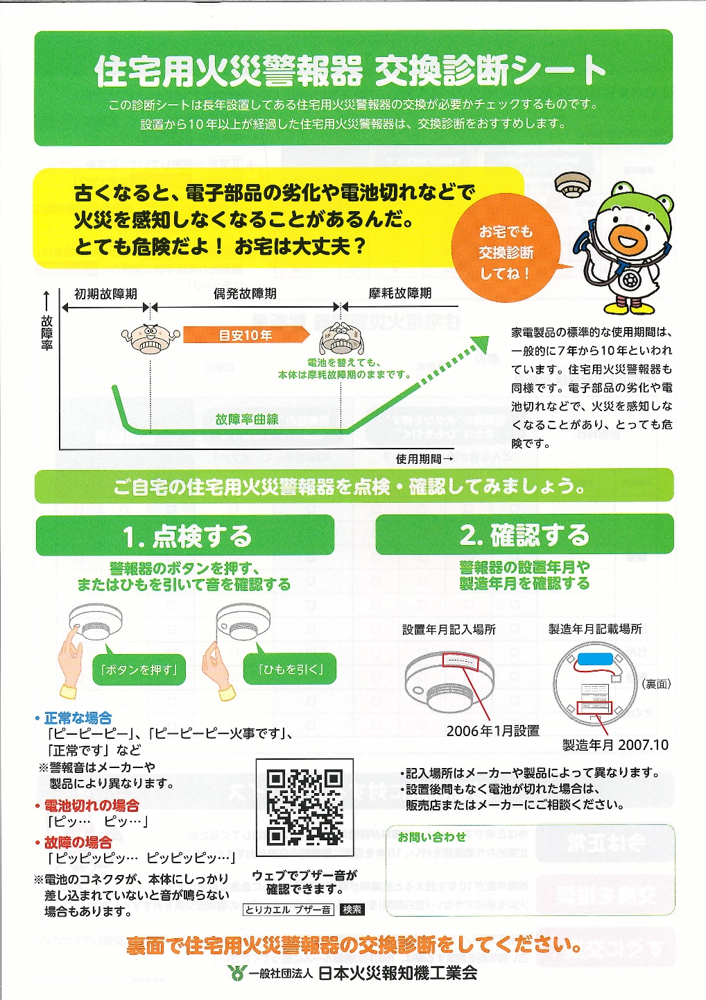 住宅用火災警報器 交換診断シート
この診断シートは長年設置してある住宅用火災警報器の交換が必要かチェックするものです。
設置から10年以上が経過した住宅用火災警報器は、交換診断をおすすめします。
古くなると、電子部品の劣化や電池切れなどで
火災を感知しなくなることがあるんだ。
とても危険だよ！ お宅は大丈夫？
お宅でも
交換診断
してね！
初期故障期
偶発故障期
摩耗故障期
故障率
目安10年
電池を替えても、
本体は摩耗故障期のままです。
故障率曲線
使用期間→
家電製品の標準的な使用期間は、
一般的に7年から10年といわれ
ています。住宅用火災警報器も
同様です。電子部品の劣化や電
池切れなどで、火災を感知しな
くなることがあり、とっても危
険です。
ご自宅の住宅用火災警報器を点検・確認してみましょう。
1. 点検する
警報器のボタンを押す、
またはひもを引いて音を確認する
「ボタンを押す」
「ひもを引く」
・正常な場合
「ピーピーピー」、「ピーピーピー火事です」、
「正常です」など
※警報音はメーカーや
製品により異なります。
・電池切れの場合
「ピッ… ピッ…」
・故障の場合
「ピッピッピッ… ピッピッピッ…」
※電池のコネクタが、本体にしっかり
差し込まれていないと音が鳴らない
場合もあります。
ウェブでブザー音が
確認できます。
とりカエル ブザー音 検索
2. 確認する
警報器の設置年月や
製造年月を確認する
設置年月記入場所
製造年月記載場所
（裏面）
2006年1月設置
製造年月 2007.10
・記入場所はメーカーや製品によって異なります。
・設置後間もなく電池が切れた場合は、
販売店またはメーカーにご相談ください。
お問い合わせ
裏面で住宅用火災警報器の交換診断をしてください。
一般社団法人 日本火災報知機工業会